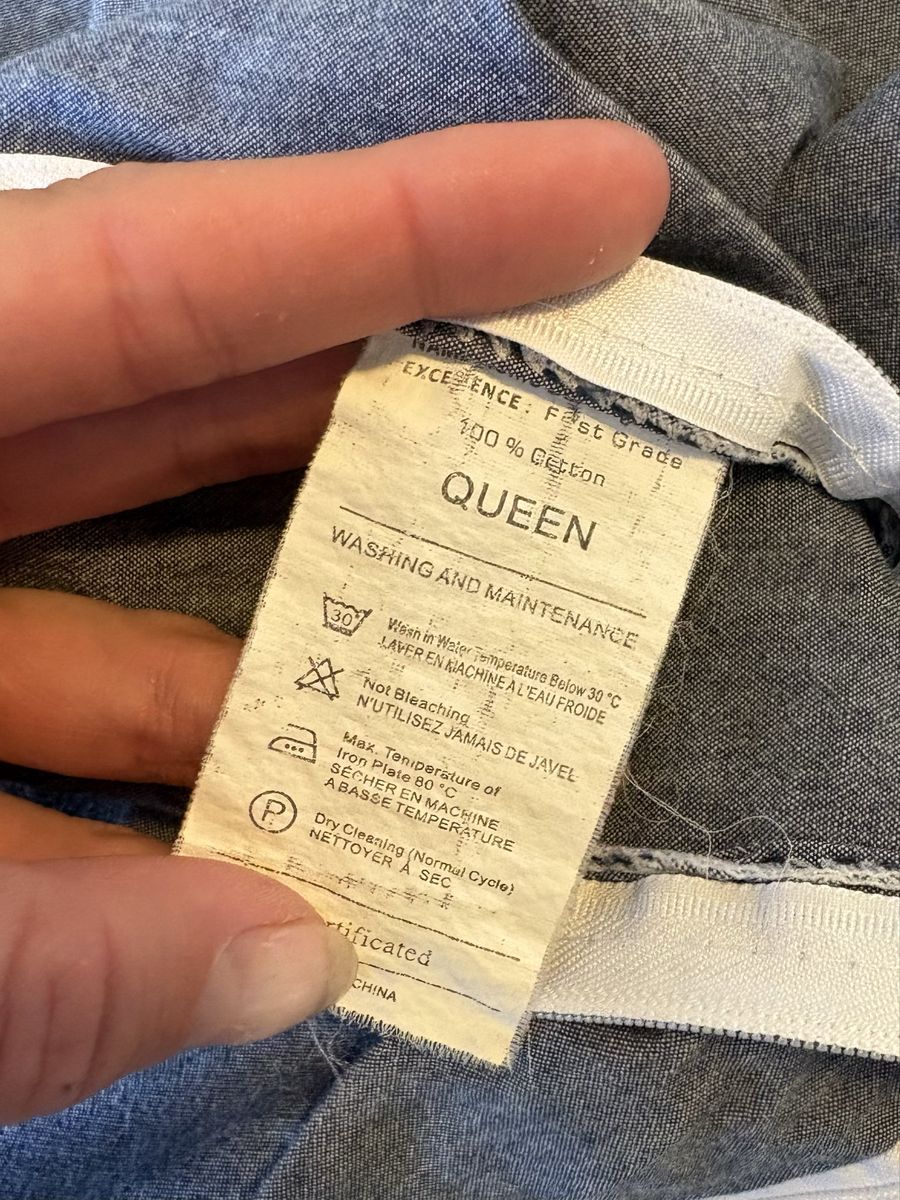 EXCELLENCE: First Grade
100 % Cotton
QUEEN
WASHING AND MAINTENANCE
30
Wash in Water Temperature Below 30 °C
LAVER EN MACHINE A L'EAU FROIDE
Not Bleaching
N'UTILISEZ JAMAIS DE JAVEL
Max. Temperature of
Iron Plate 80 °C
SÉCHER EN MACHINE
A BASSE TEMPERATURE
P
Dry Cleaning (Normal Cycle)
NETTOYER À SEC
rtificated
CHINA